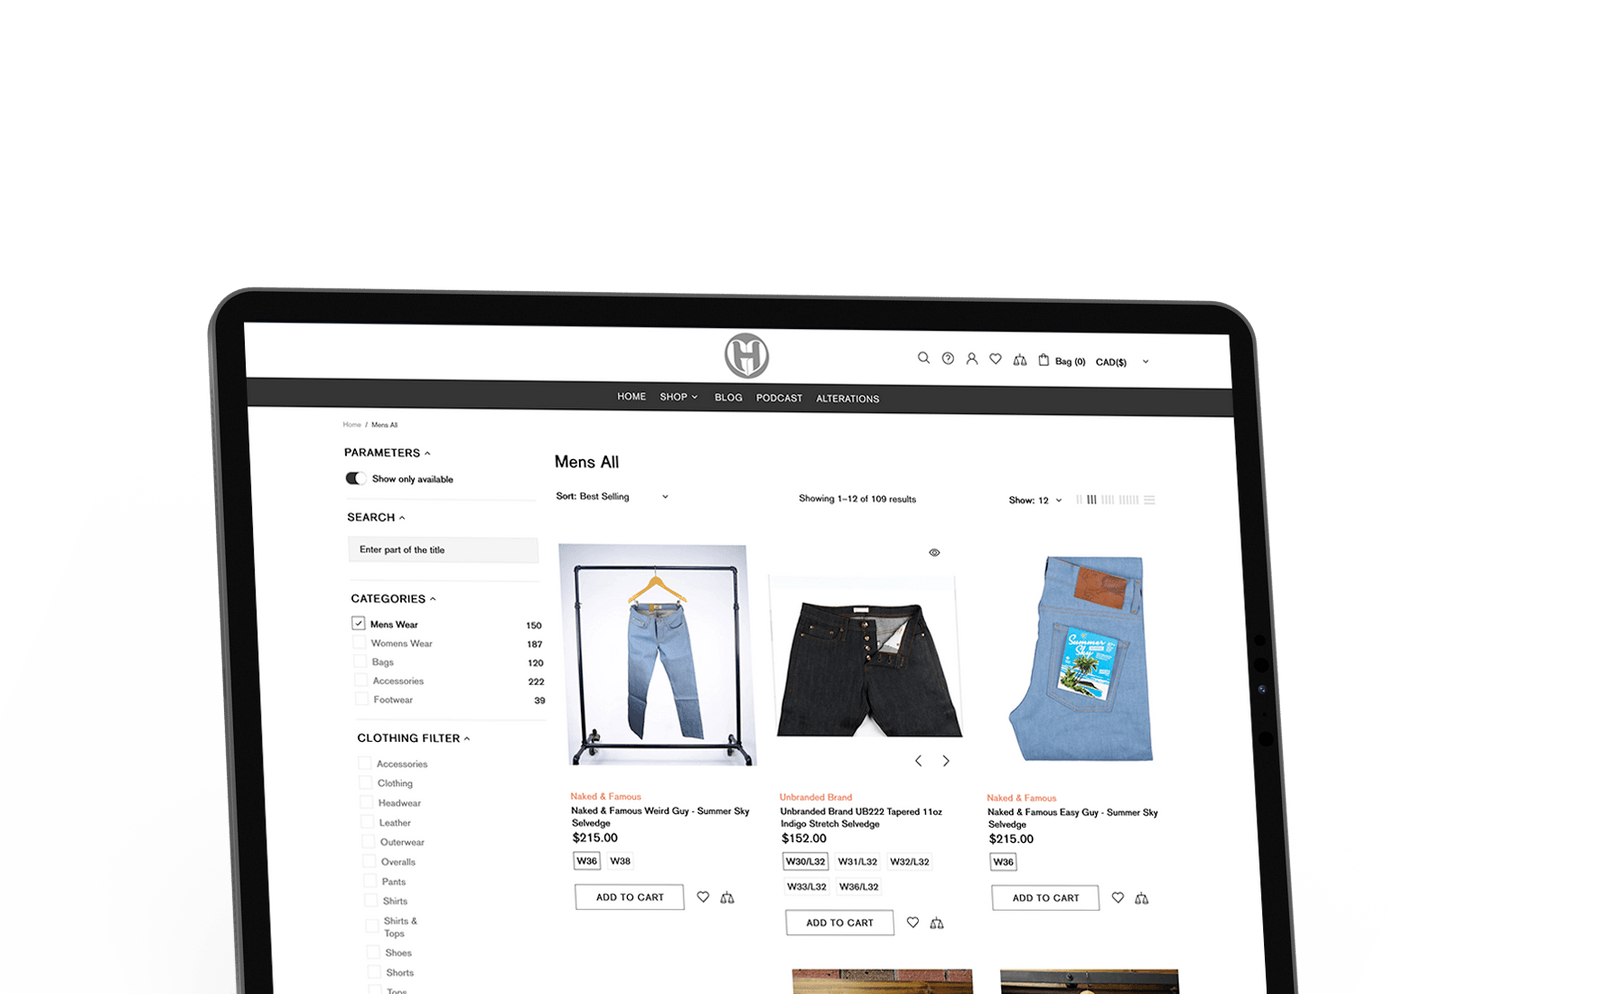 H
Bag (0) CAD($)
HOME SHOP BLOG PODCAST ALTERATIONS
Home / Mens All
PARAMETERS
Show only available
SEARCH
Enter part of the title
CATEGORIES
Mens Wear 150
Womens Wear 187
Bags 120
Accessories 222
Footwear 39
CLOTHING FILTER
Accessories
Clothing
Headwear
Leather
Outerwear
Overalls
Pants
Shirts
Shirts &
Tops
Shoes
Shorts
Tops
Mens All
Sort: Best Selling
Showing 1–12 of 109 results
Show: 12
Summer
Sky
Naked & Famous
Naked & Famous Weird Guy - Summer Sky
Selvedge
$215.00
W36 W38
ADD TO CART
Unbranded Brand
Unbranded Brand UB222 Tapered 11oz
Indigo Stretch Selvedge
$152.00
W30/L32 W31/L32 W32/L32
W33/L32 W36/L32
ADD TO CART
Naked & Famous
Naked & Famous Easy Guy - Summer Sky
Selvedge
$215.00
W36
ADD TO CART